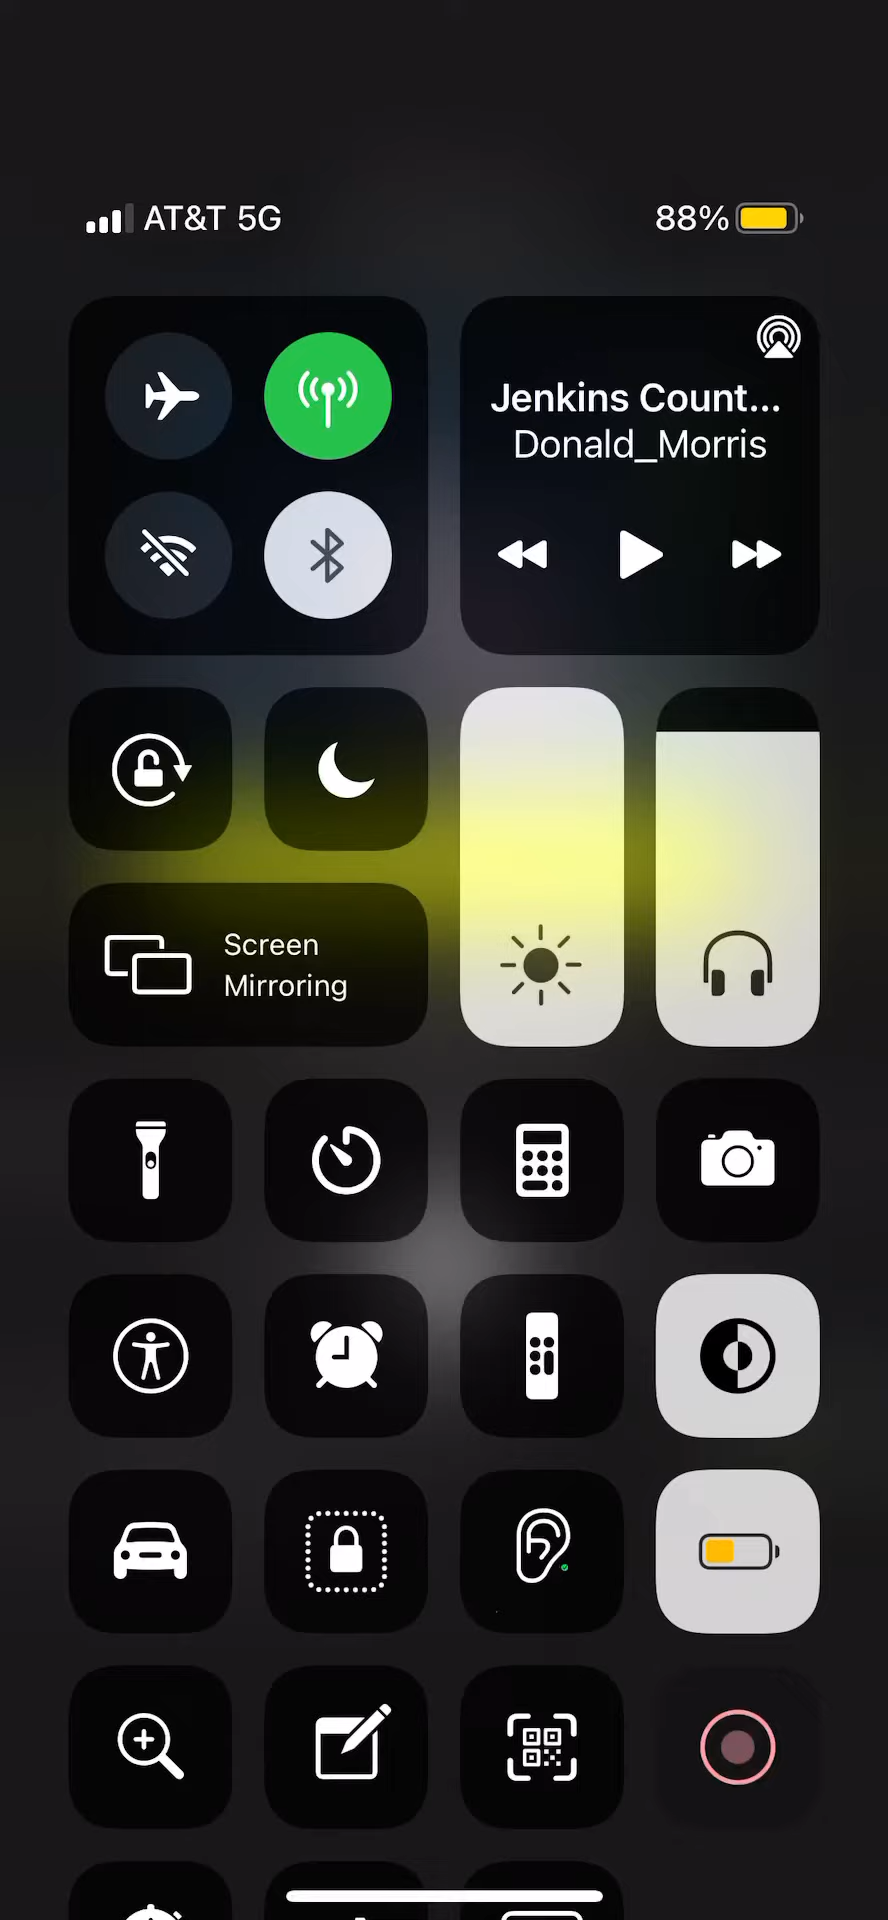 AT&T 5G
88%
Jenkins Count...
Donald_Morris
Screen
Mirroring